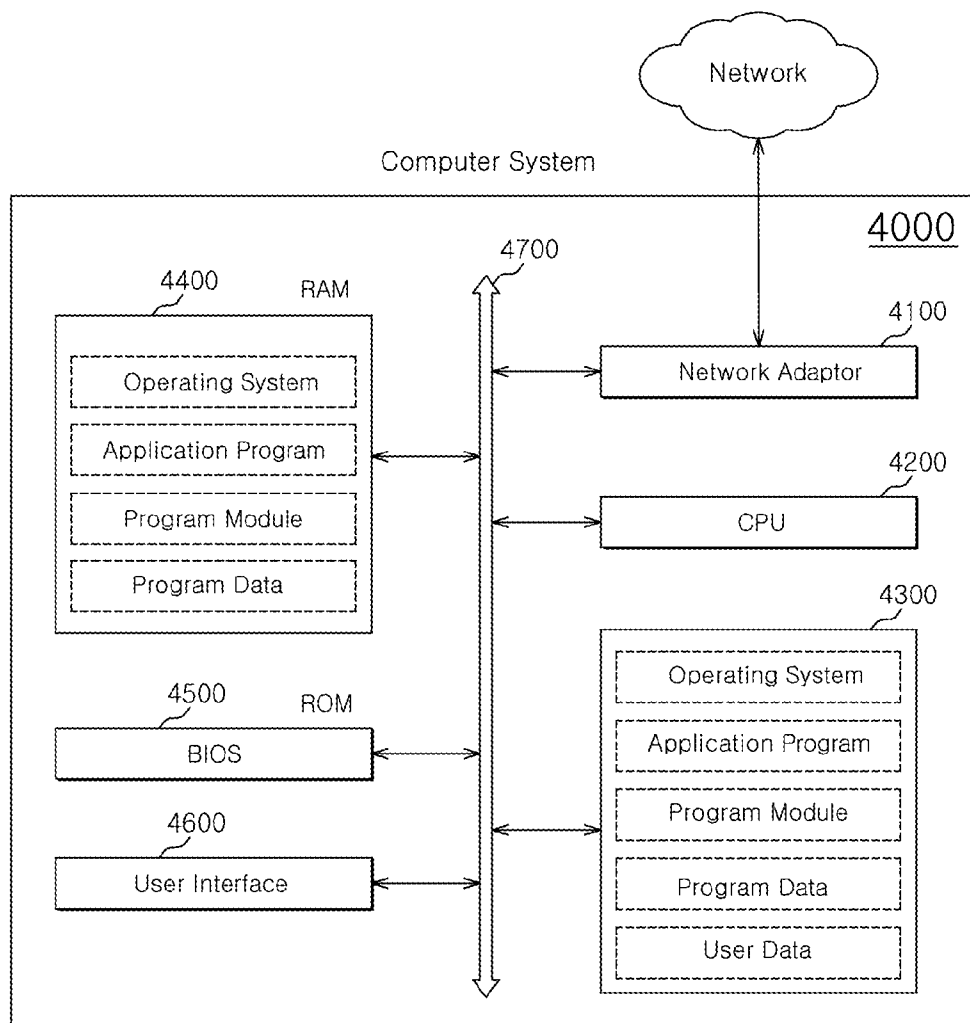 Network
Computer System
4000
4700
4400
RAM
Operating System
Application Program
Program Module
Program Data
4100
Network Adaptor
4200
CPU
4500
ROM
BIOS
4600
User Interface
4300
Operating System
Application Program
Program Module
Program Data
User Data